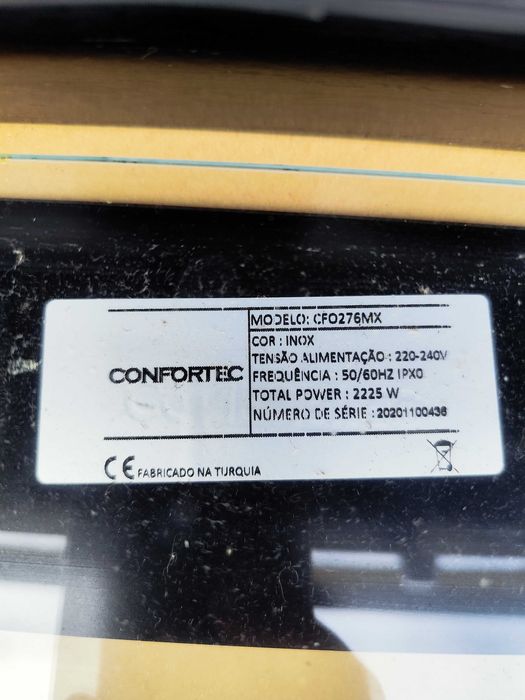 MODELO: CFO276MX
COR : INOX
TENSÃO ALIMENTAÇÃO : 220-240V
CONFORTEC
FREQUÊNCIA : 50/60HZ IPX0
TOTAL POWER : 2225 W
NÚMERO DE SÉRIE : 20201100436
CE FABRICADO NA TURQUIA